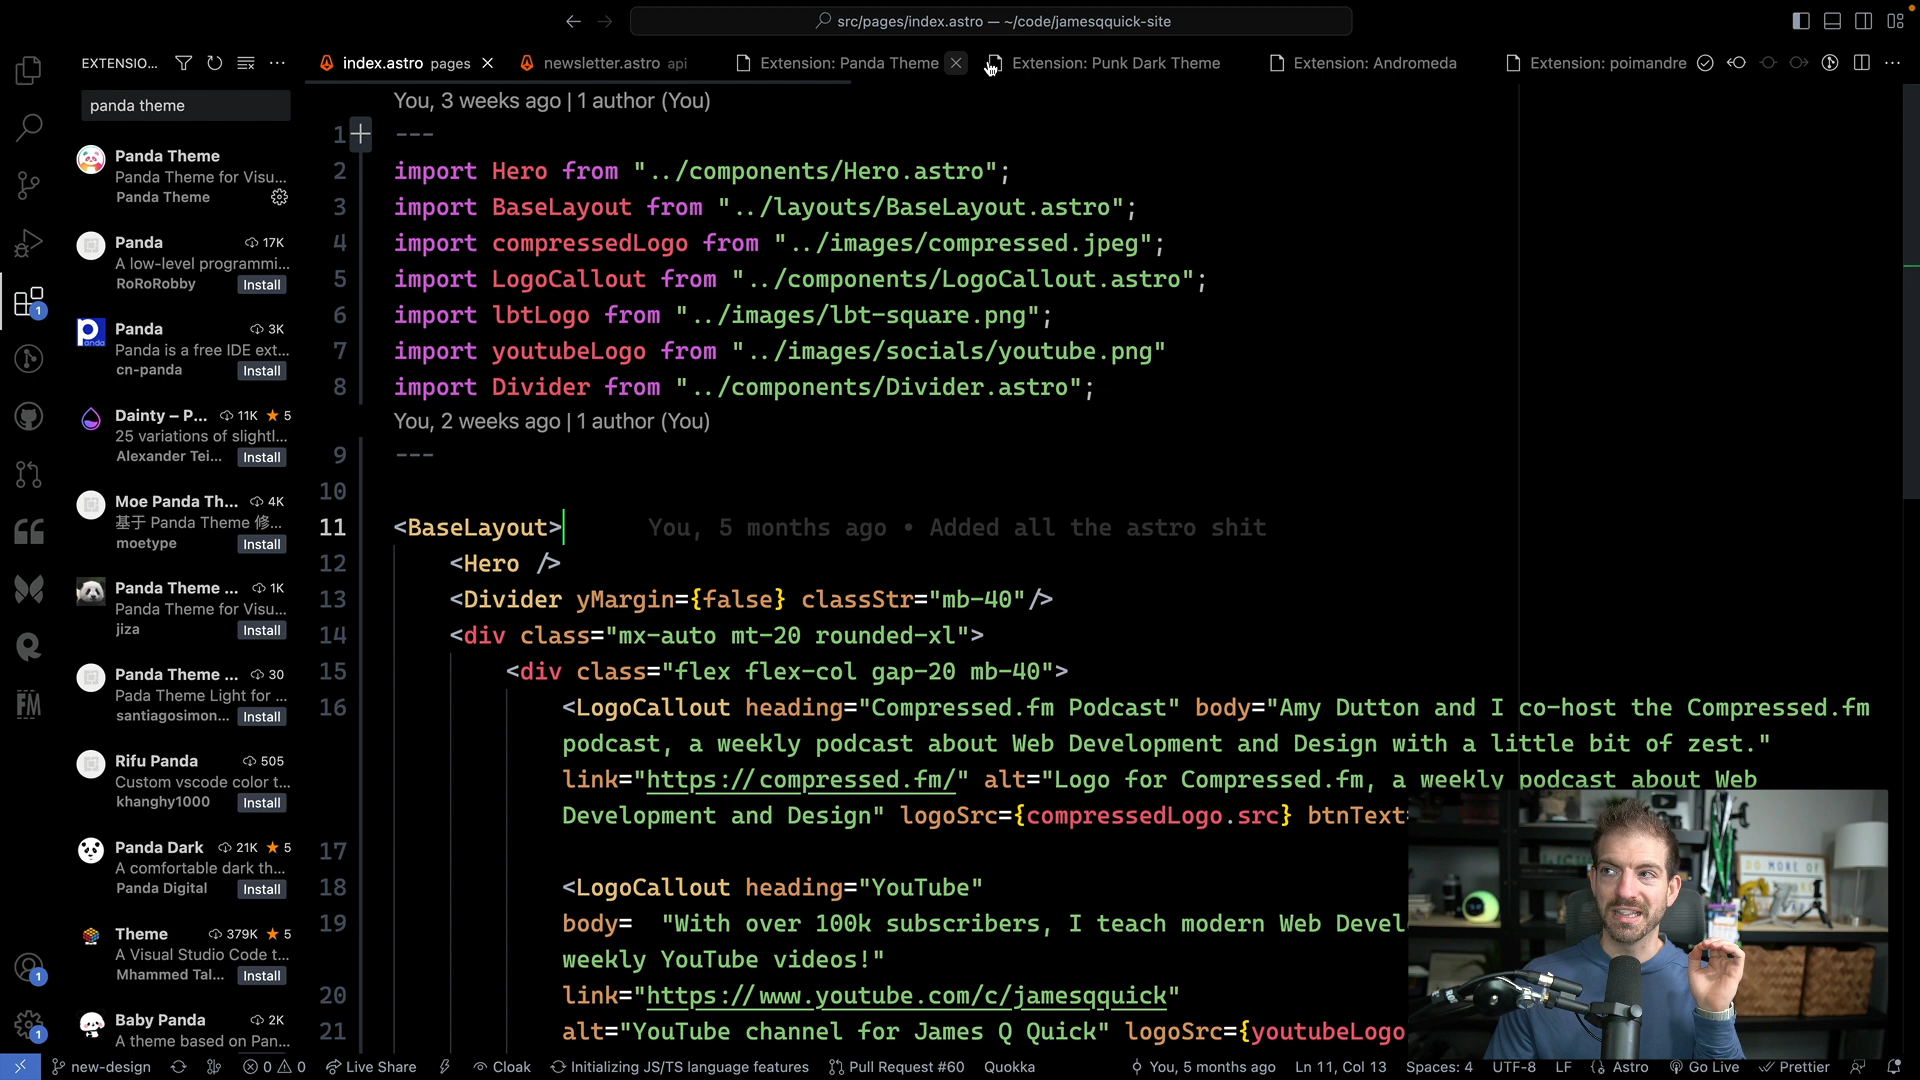 src/pages/index.astro — ~/code/jamesqquick-site
EXTENSIO...
index.astro pages
newsletter.astro api
Extension: Panda Theme
Extension: Punk Dark Theme
Extension: Andromeda
Extension: poimandre
panda theme
Panda Theme
Panda Theme for Visu...
Panda Theme
Panda 17K
A low-level programmi...
RoRoRobby Install
Panda 3K
Panda is a free IDE ext...
cn-panda Install
Dainty – P... 11K 5
25 variations of slightl...
Alexander Tei... Install
Moe Panda Th... 4K
基于 Panda Theme 修...
moetype Install
Panda Theme ... 1K
Panda Theme for Visu...
jiza Install
Panda Theme ... 30
Pada Theme Light for ...
santiagosimon... Install
Rifu Panda 505
Custom vscode color t...
khanghy1000 Install
Panda Dark 21K 5
A comfortable dark th...
Panda Digital Install
Theme 379K 5
A Visual Studio Code t...
Mhammed Tal... Install
Baby Panda 2K
A theme based on Pan...
You, 3 weeks ago | 1 author (You)
1 ---
2 import Hero from "../components/Hero.astro";
3 import BaseLayout from "../layouts/BaseLayout.astro";
4 import compressedLogo from "../images/compressed.jpeg";
5 import LogoCallout from "../components/LogoCallout.astro";
6 import lbtLogo from "../images/lbt-square.png";
7 import youtubeLogo from "../images/socials/youtube.png"
8 import Divider from "../components/Divider.astro";
You, 2 weeks ago | 1 author (You)
9 ---
10
11 <BaseLayout> You, 5 months ago • Added all the astro shit
12 <Hero />
13 <Divider yMargin={false} classStr="mb-40"/>
14 <div class="mx-auto mt-20 rounded-xl">
15 <div class="flex flex-col gap-20 mb-40">
16 <LogoCallout heading="Compressed.fm Podcast" body="Amy Dutton and I co-host the Compressed.fm
podcast, a weekly podcast about Web Development and Design with a little bit of zest."
link="https://compressed.fm/" alt="Logo for Compressed.fm, a weekly podcast about Web
Development and Design" logoSrc={compressedLogo.src} btnText=
17
18 <LogoCallout heading="YouTube"
19 body= "With over 100k subscribers, I teach modern Web Devel
weekly YouTube videos!"
20 link="https://www.youtube.com/c/jamesqquick"
21 alt="YouTube channel for James Q Quick" logoSrc={youtubeLogo
DO MORE OF
FM
1
1
1
new-design
0 0
Live Share
Cloak
Initializing JS/TS language features
Pull Request #60
Quokka
You, 5 months ago
Ln 11, Col 13
Spaces: 4
UTF-8
LF
Astro
Go Live
Prettier